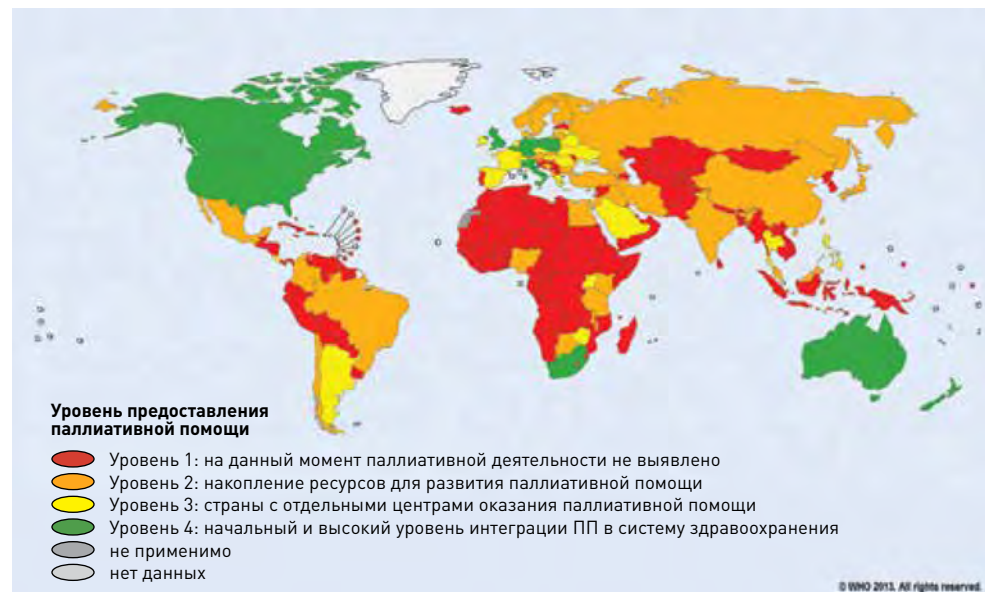 Уровень предоставления
паллиативной помощи
Уровень 1: на данный момент паллиативной деятельности не выявлено
Уровень 2: накопление ресурсов для развития паллиативной помощи
Уровень 3: страны с отдельными центрами оказания паллиативной помощи
Уровень 4: начальный и высокий уровень интеграции ПП в систему здравоохранения
не применимо
нет данных
© WHO 2013. All rights reserved.